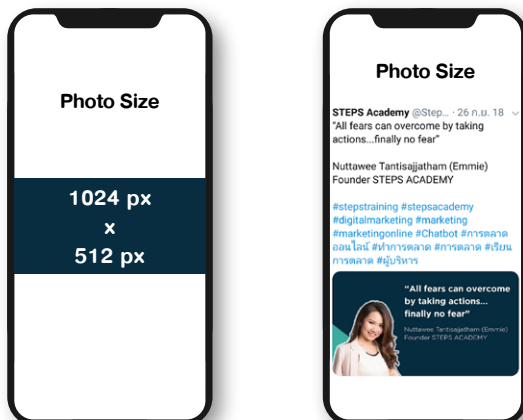 Photo Size
1024 px
x
512 px
Photo Size
STEPS Academy @Step... · 26 ก.ย. 18
"All fears can overcome by taking
actions...finally no fear"
Nuttawee Tantisajjatham (Emmie)
Founder STEPS ACADEMY
#stepstraining #stepsacademy
#digitalmarketing #marketing
#marketingonline #Chatbot #การตลาด
ออนไลน์ #ทําการตลาด #การตลาด #เรียน
การตลาด #ผู้บริหาร
"All fears can overcome
by taking actions...
finally no fear"
Nuttawee Tantisajjatham (Emmie)
Founder STEPS ACADEMY